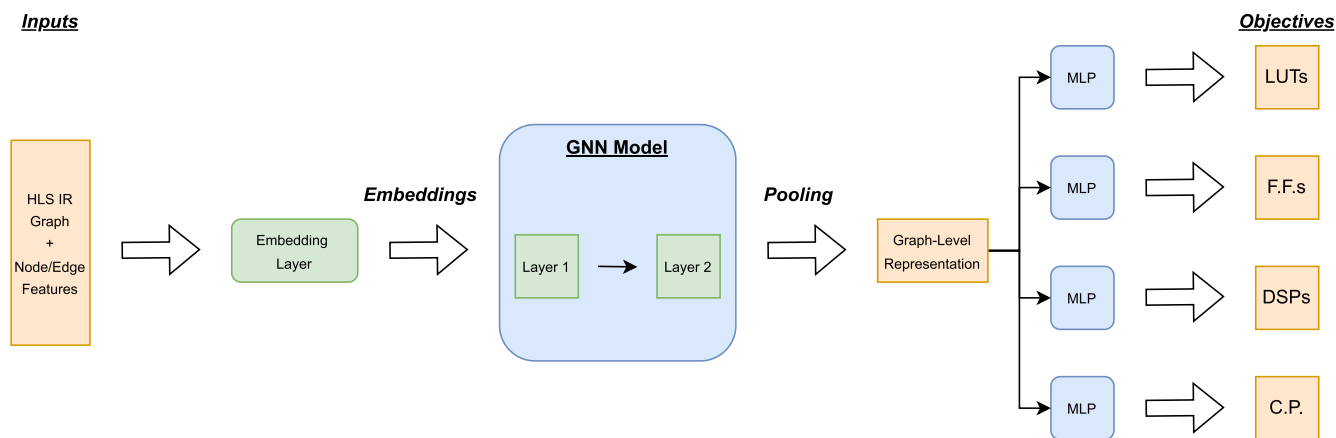 Inputs
HLS IR
Graph
+
Node/Edge
Features
Embedding
Layer
Embeddings
GNN Model
Layer 1
Layer 2
Pooling
Graph-Level
Representation
MLP
MLP
MLP
MLP
Objectives
LUTs
F.F.s
DSPs
C.P.